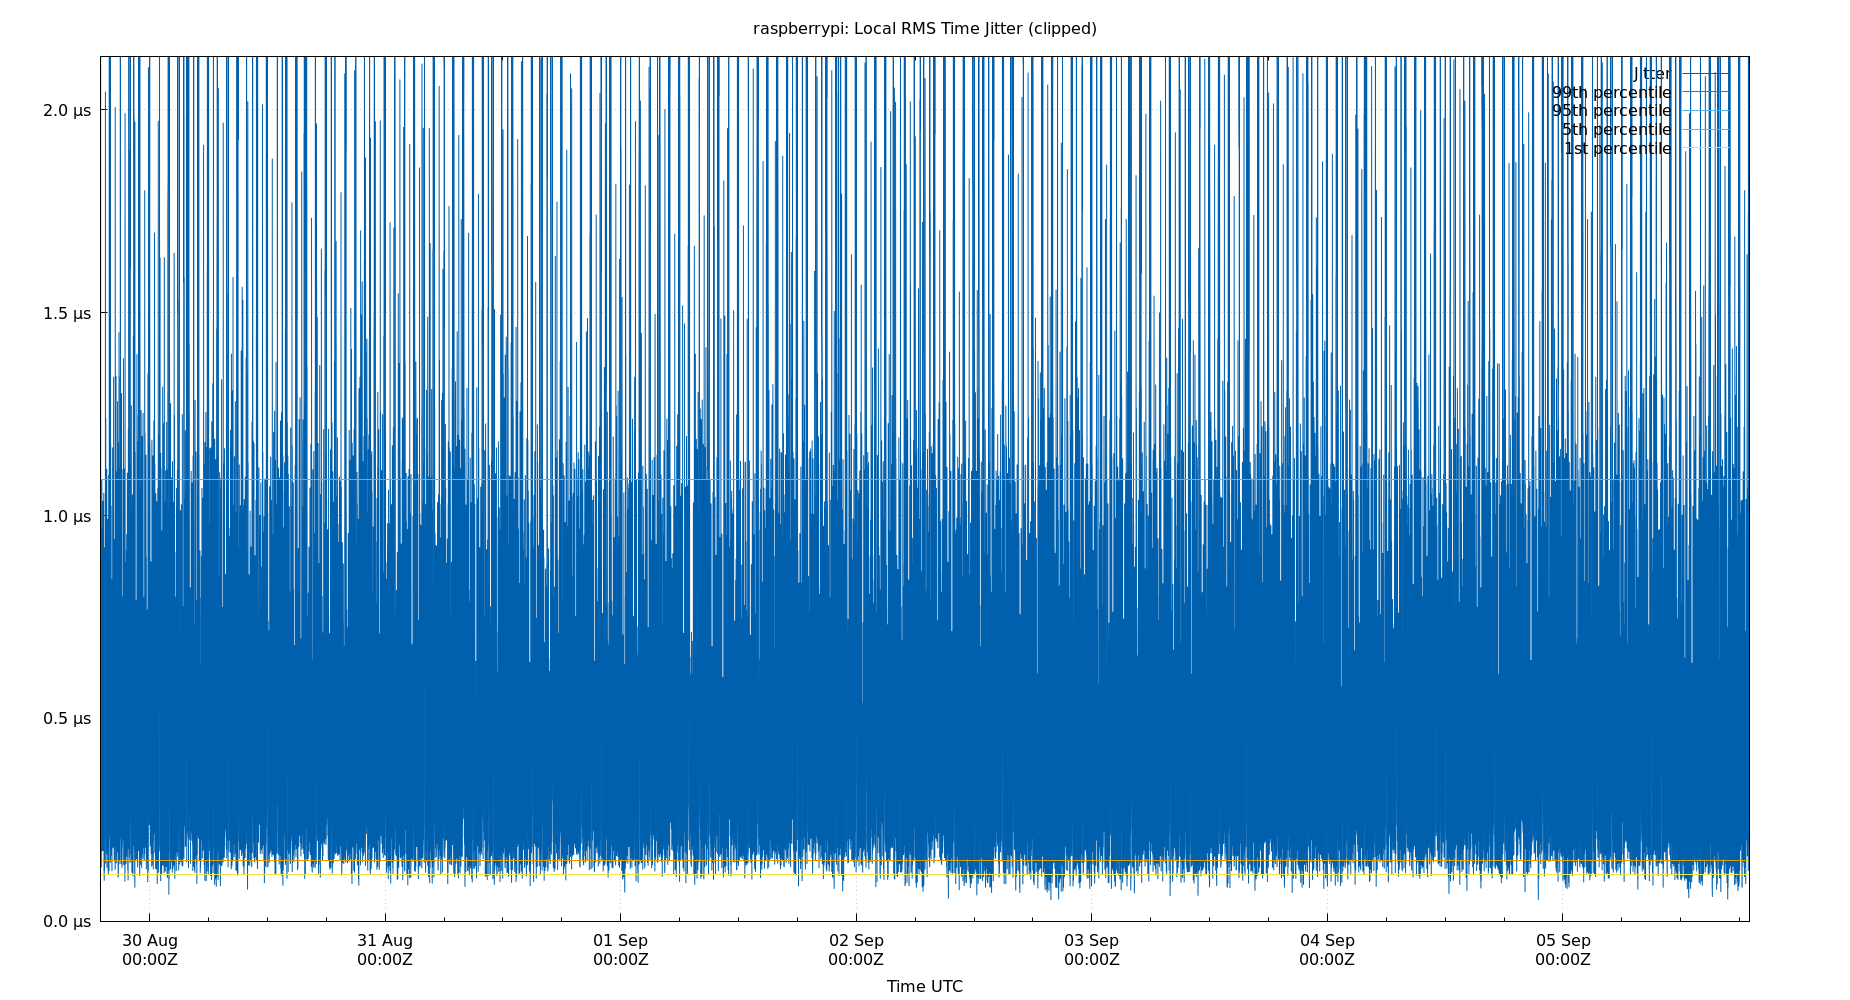 raspberrypi: Local RMS Time Jitter (clipped)
Jitter
99th percentile
95th percentile
5th percentile
1st percentile
2.0 μs
1.5 μs
1.0 μs
0.5 μs
0.0 μs
30 Aug 31 Aug 01 Sep 02 Sep 03 Sep 04 Sep 05 Sep
00:00Z 00:00Z 00:00Z 00:00Z 00:00Z 00:00Z 00:00Z
Time UTC